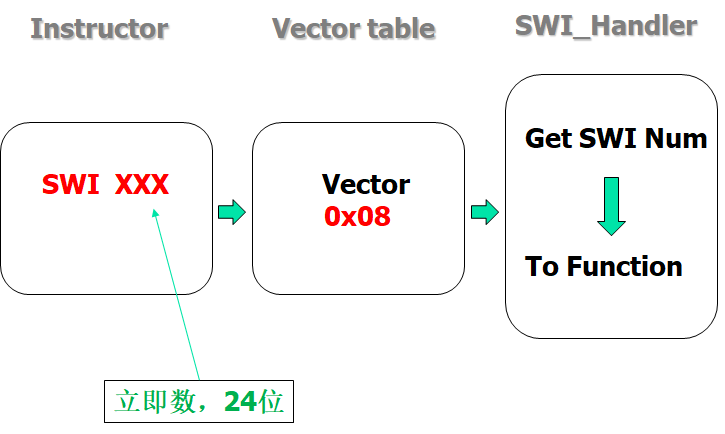 Instructor
Vector table
SWI_Handler
SWI XXX
Vector
0x08
Get SWI Num
To Function
立即数，24位